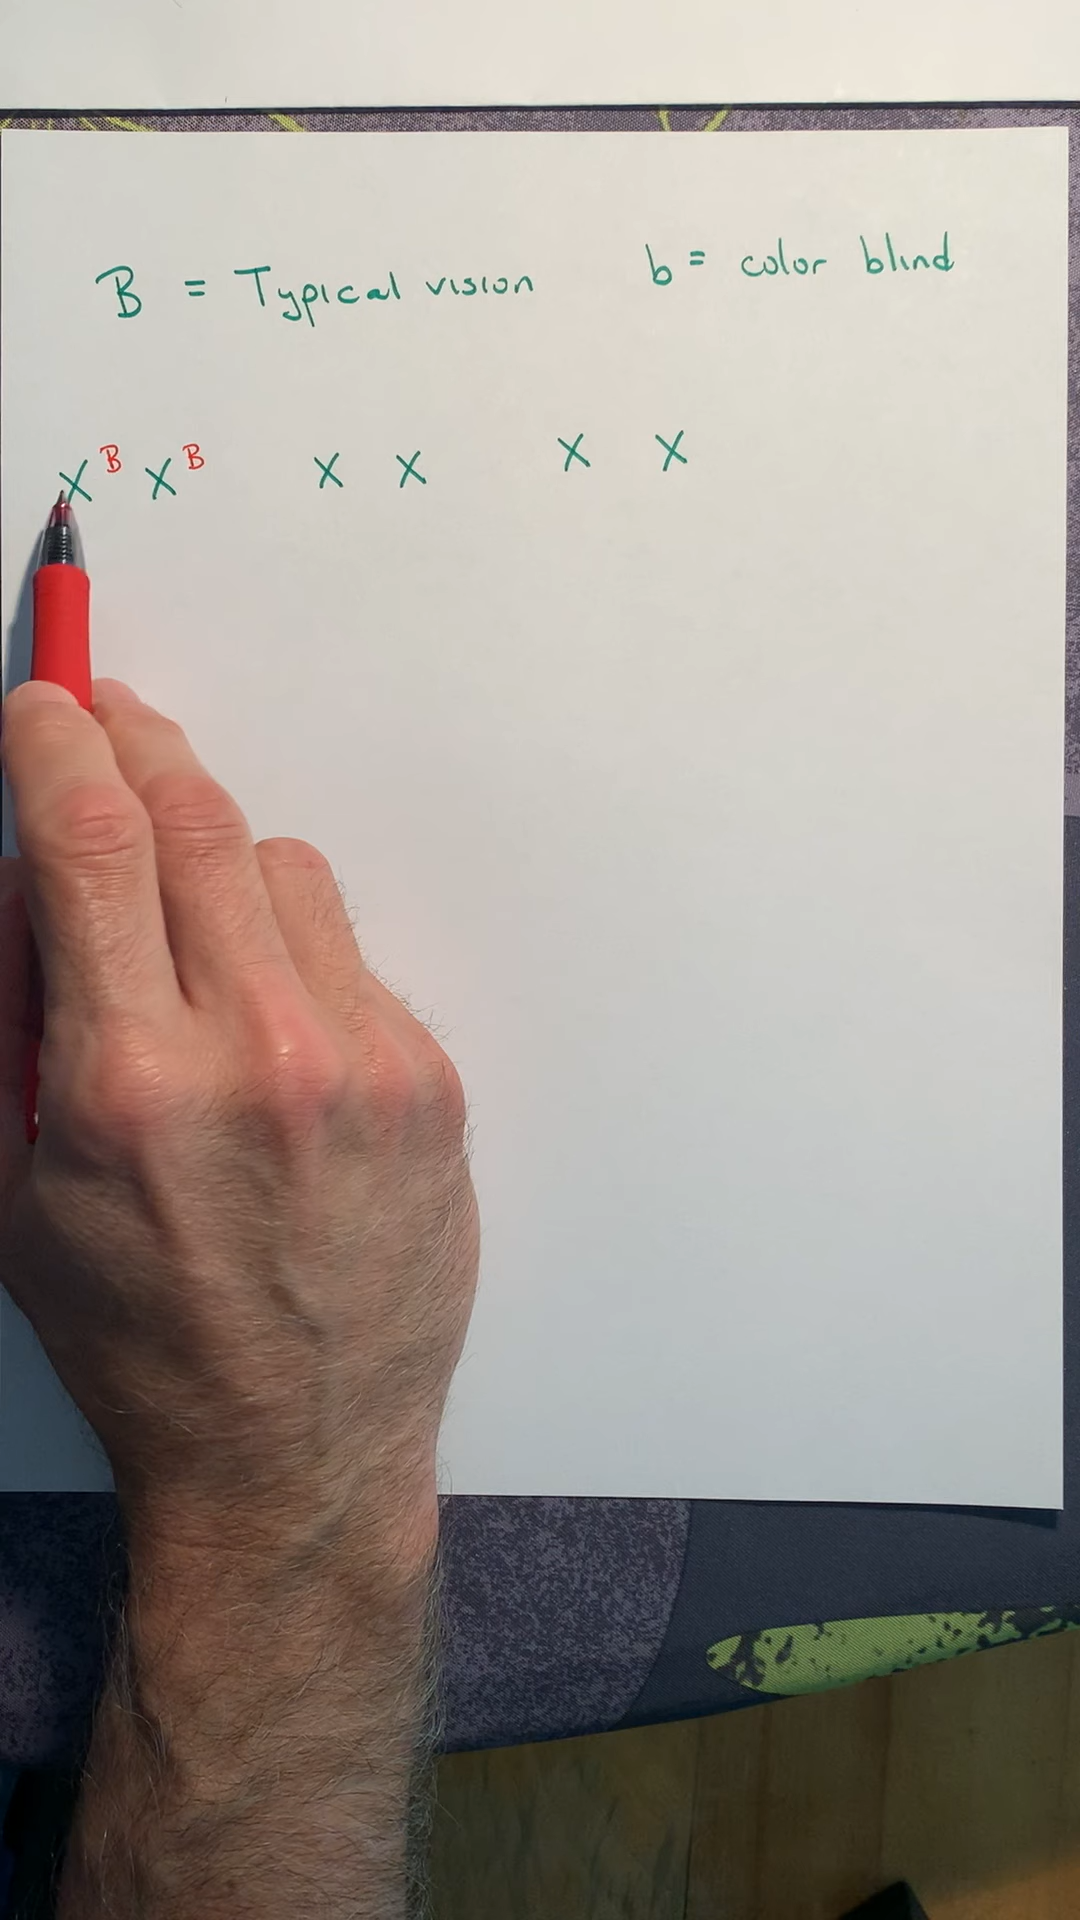 B = Typical vision b = color blind
X^B X^B X X X X